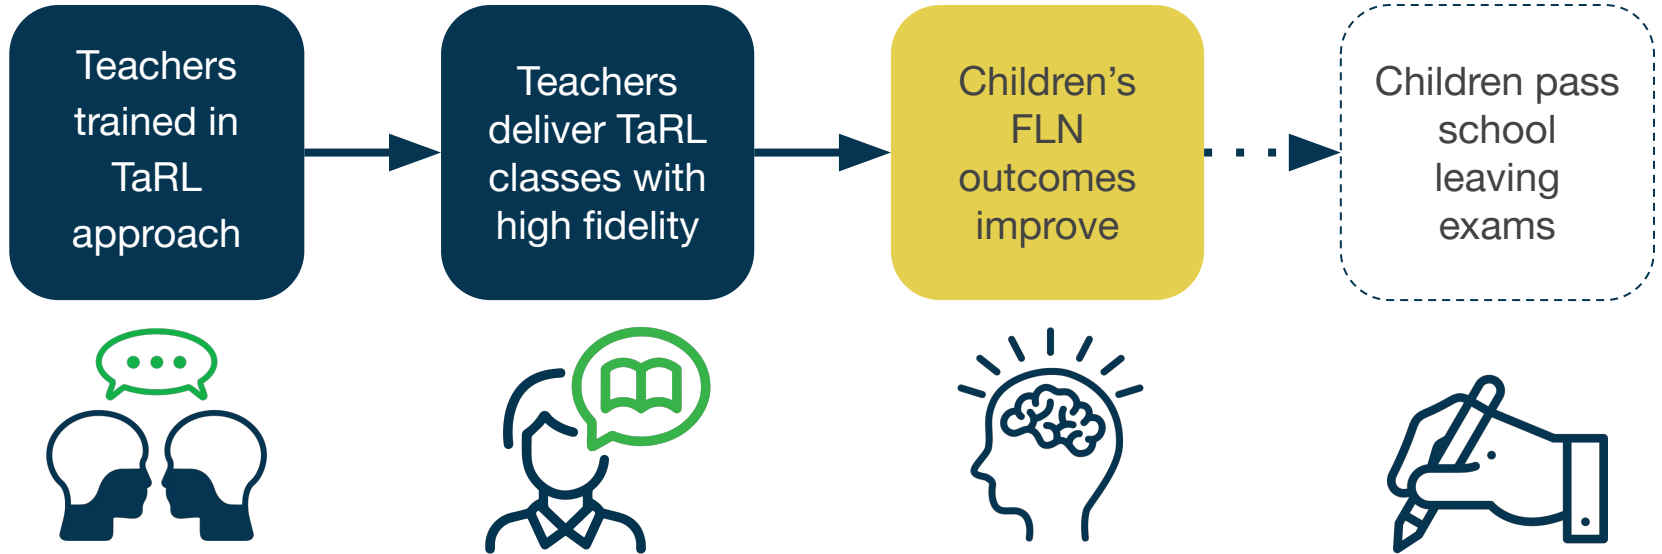 Teachers
trained in
TaRL
approach
Teachers
deliver TaRL
classes with
high fidelity
Children’s
FLN
outcomes
improve
Children pass
school
leaving
exams